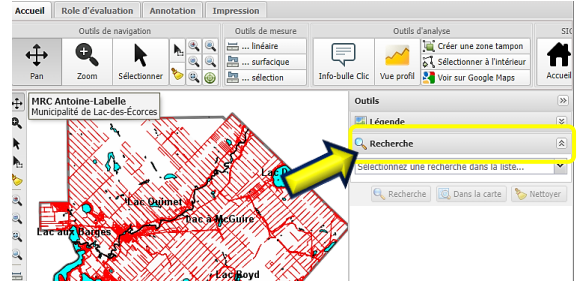 Accueil Rôle d'évaluation Annotation Impression
Outils de navigation Outils de mesure Outils d'analyse SIG
Pan Zoom Sélectionner
... linéaire
... surfacique
... sélection
Info-bulle Clic Vue profil
Créer une zone tampon
Sélectionner à l'intérieur
Voir sur Google Maps
Accueil
MRC Antoine-Labelle
Municipalité de Lac-des-Écorces
Outils
Légende
Recherche
Sélectionnez une recherche dans la liste...
Recherche Dans la carte Nettoyer
Lac Quimet
Lac à McGuire
Lac aux Barges
Lac Boyd